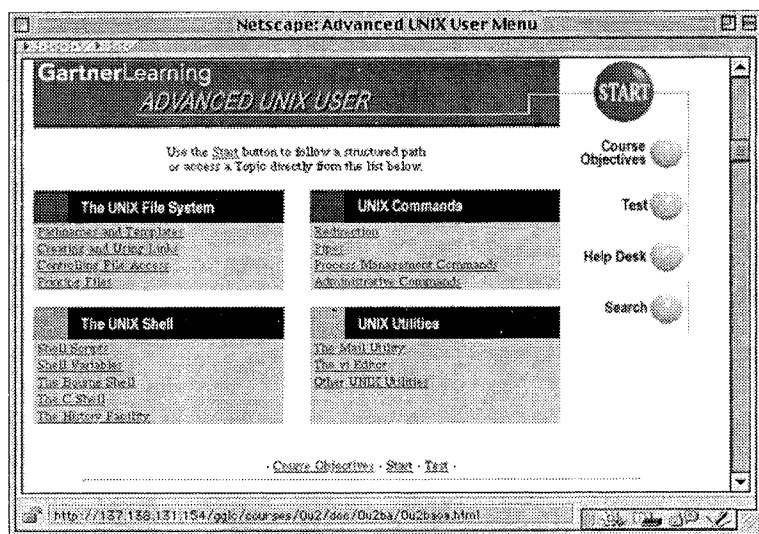 Netscape: Advanced UNIX User Menu
GartnerLearning
ADVANCED UNIX USER
START
Use the Start button to follow a structured path
or access a Topic directly from the list below.
Course
Objectives
Test
Help Desk
Search
The UNIX File System
Pathnames and Templates
Creating and Using Links
Controlling File Access
Printing Files
UNIX Commands
Redirection
Pipes
Process Management Commands
Administrative Commands
The UNIX Shell
Shell Scripts
Shell Variables
The Bourne Shell
The C Shell
The History Facility
UNIX Utilities
The Mail Utility
The vi Editor
Other UNIX Utilities
· Course Objectives · Start · Test ·
http://137.138.131.154/gglc/courses/0u2/doc/0u2ba/0u2baoa.html